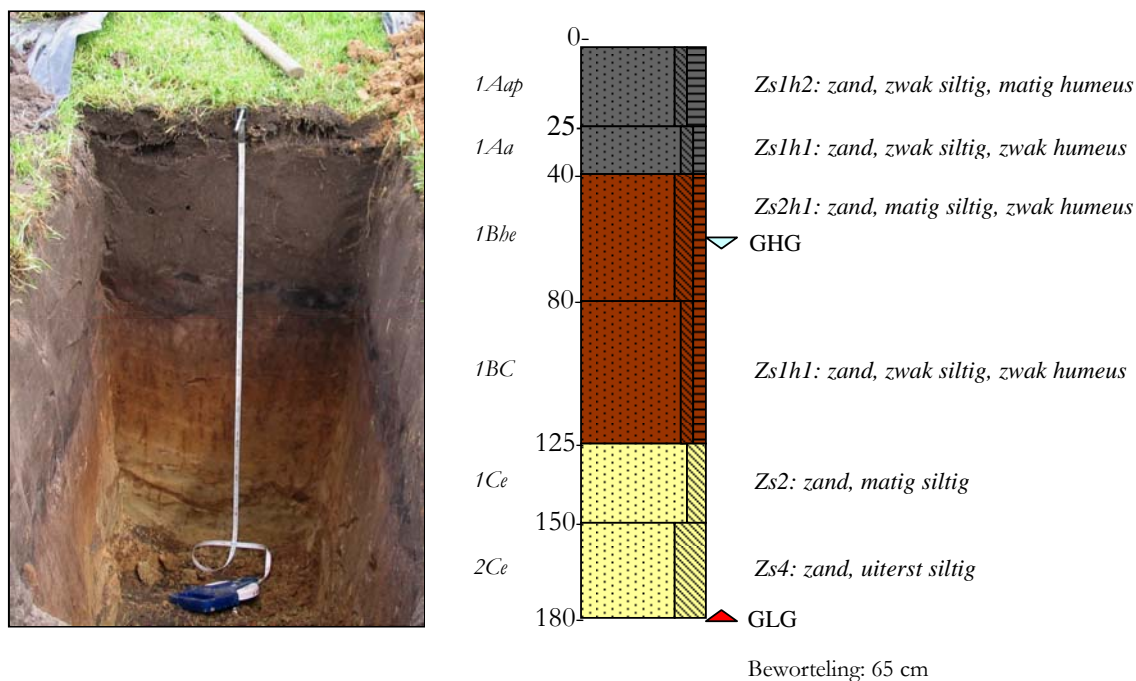 0-
1Aap Zs1h2: zand, zwak siltig, matig humeus
25
1Aa Zs1h1: zand, zwak siltig, zwak humeus
40
Zs2h1: zand, matig siltig, zwak humeus
1Bhe
GHG
80
1BC Zs1h1: zand, zwak siltig, zwak humeus
125
1Ce Zs2: zand, matig siltig
150
2Ce Zs4: zand, uiterst siltig
180 GLG
Beworteling: 65 cm